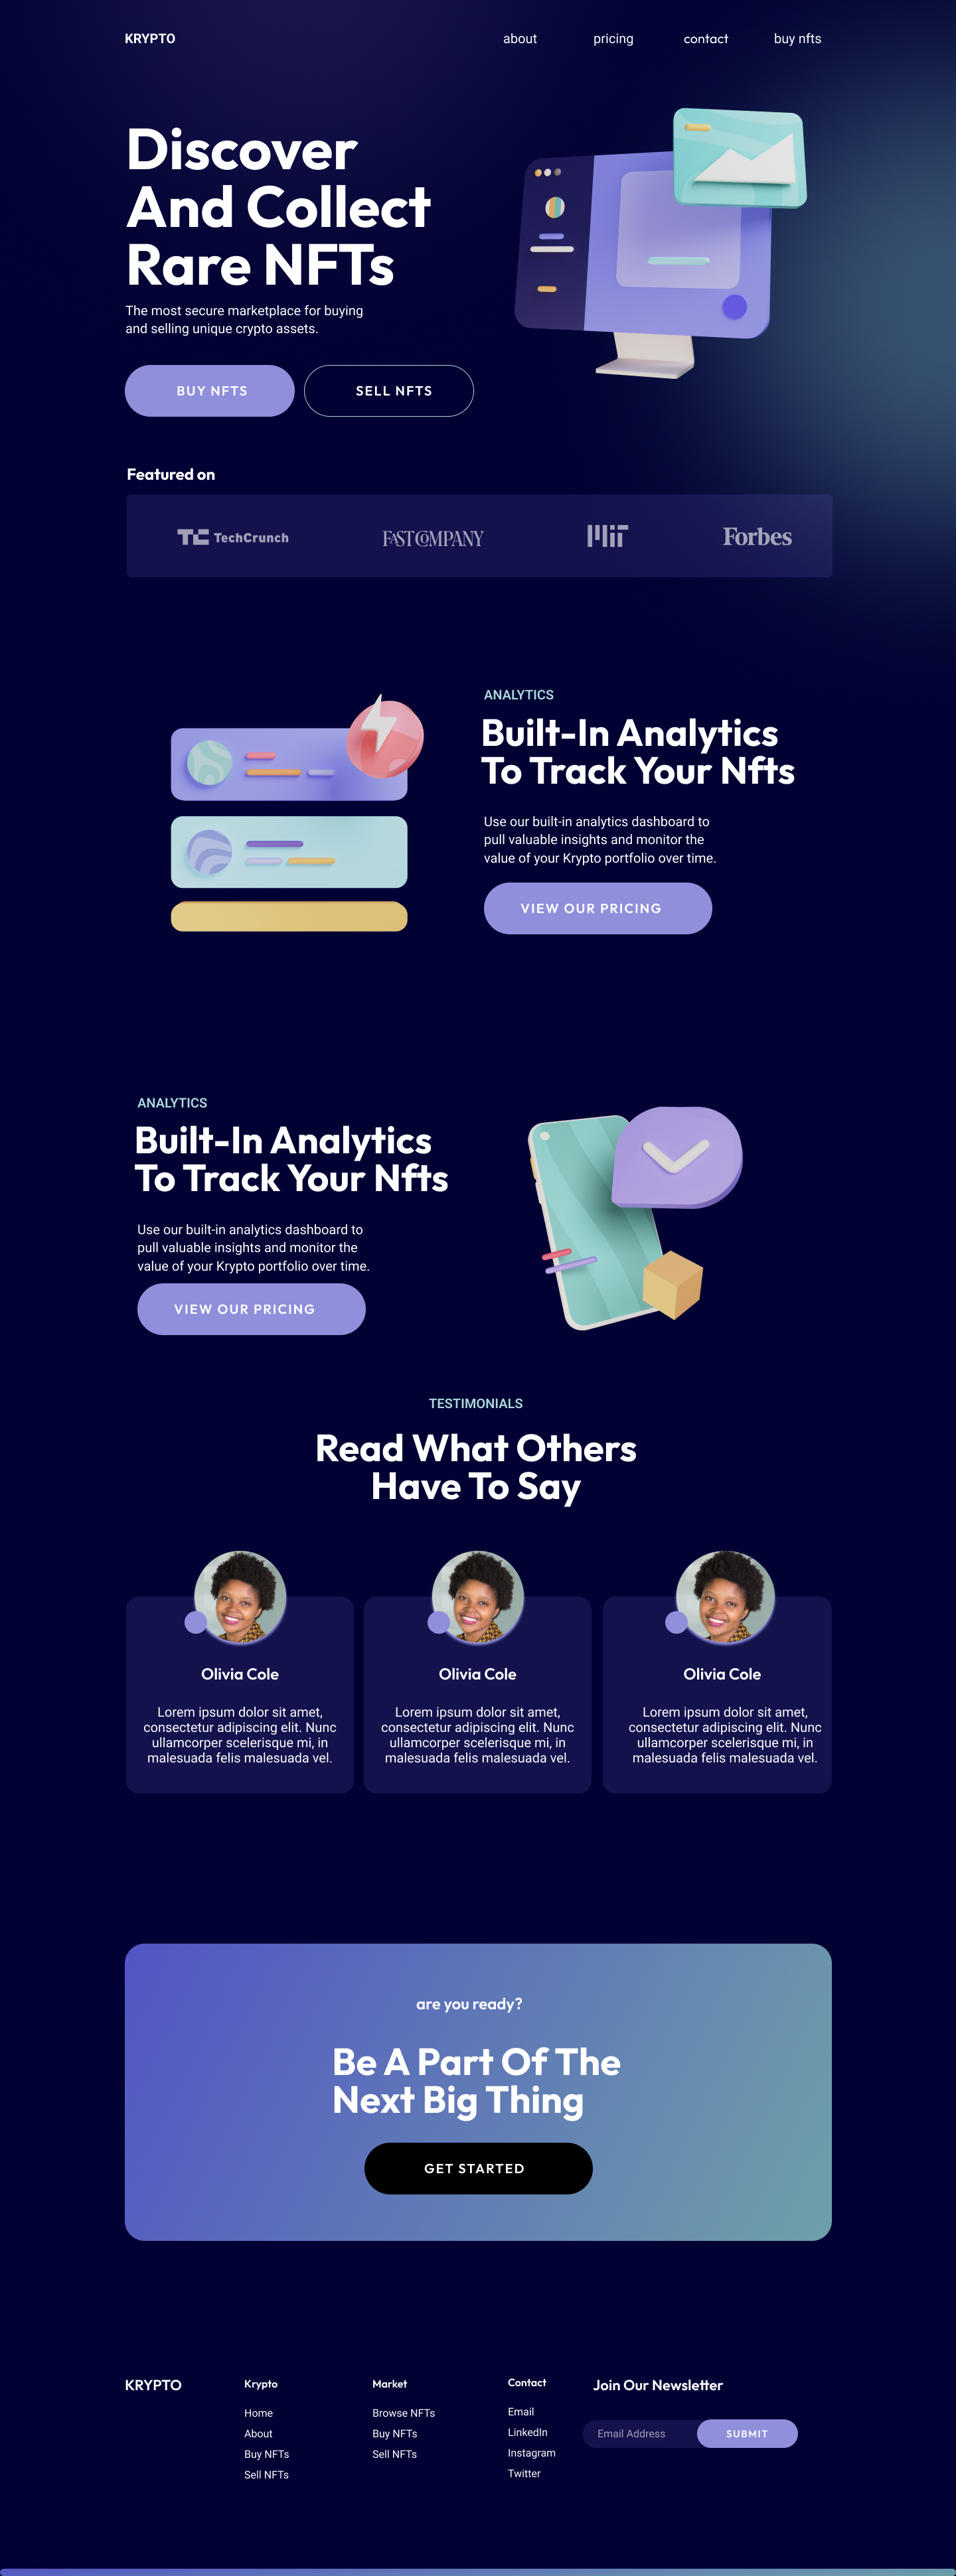 KRYPTO
about
pricing
contact
buy nfts
Discover
And Collect
Rare NFTs
The most secure marketplace for buying
and selling unique crypto assets.
BUY NFTS
SELL NFTS
Featured on
TechCrunch
FAST COMPANY
MIT
Forbes
ANALYTICS
Built-In Analytics
To Track Your Nfts
Use our built-in analytics dashboard to
pull valuable insights and monitor the
value of your Krypto portfolio over time.
VIEW OUR PRICING
ANALYTICS
Built-In Analytics
To Track Your Nfts
Use our built-in analytics dashboard to
pull valuable insights and monitor the
value of your Krypto portfolio over time.
VIEW OUR PRICING
TESTIMONIALS
Read What Others
Have To Say
Olivia Cole
Lorem ipsum dolor sit amet,
consectetur adipiscing elit. Nunc
ullamcorper scelerisque mi, in
malesuada felis malesuada vel.
Olivia Cole
Lorem ipsum dolor sit amet,
consectetur adipiscing elit. Nunc
ullamcorper scelerisque mi, in
malesuada felis malesuada vel.
Olivia Cole
Lorem ipsum dolor sit amet,
consectetur adipiscing elit. Nunc
ullamcorper scelerisque mi, in
malesuada felis malesuada vel.
are you ready?
Be A Part Of The
Next Big Thing
GET STARTED
KRYPTO
Krypto
Home
About
Buy NFTs
Sell NFTs
Market
Browse NFTs
Buy NFTs
Sell NFTs
Contact
Email
LinkedIn
Instagram
Twitter
Join Our Newsletter
Email Address
SUBMIT